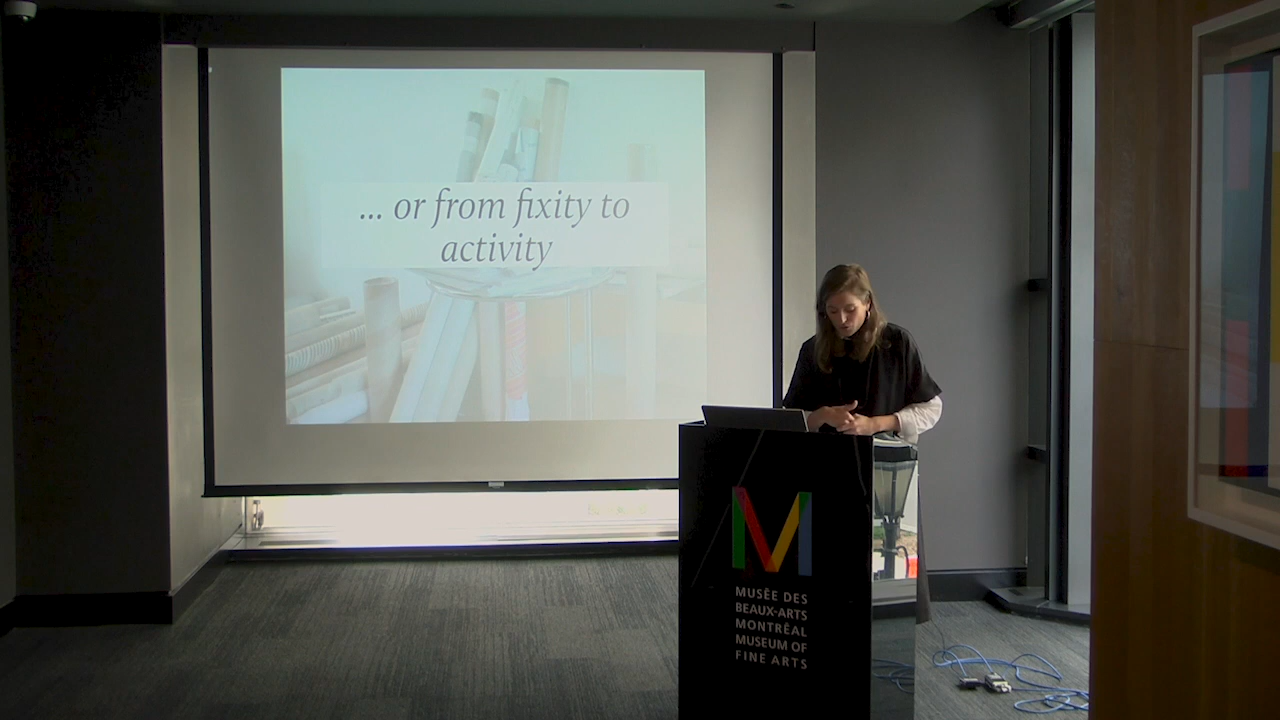 ... or from fixity to
activity
M
MUSÉE DES
BEAUX-ARTS
MONTRÉAL
MUSEUM OF
FINE ARTS